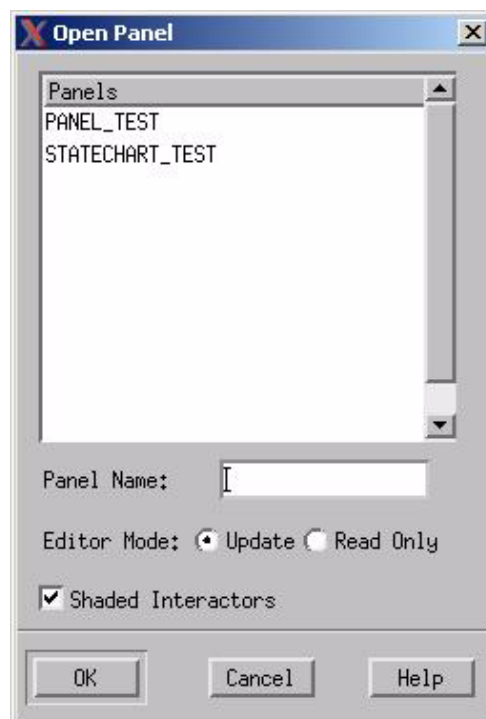 Open Panel
Panels
PANEL_TEST
STATECHART_TEST
Panel Name:
Editor Mode: Update Read Only
Shaded Interactors
OK Cancel Help